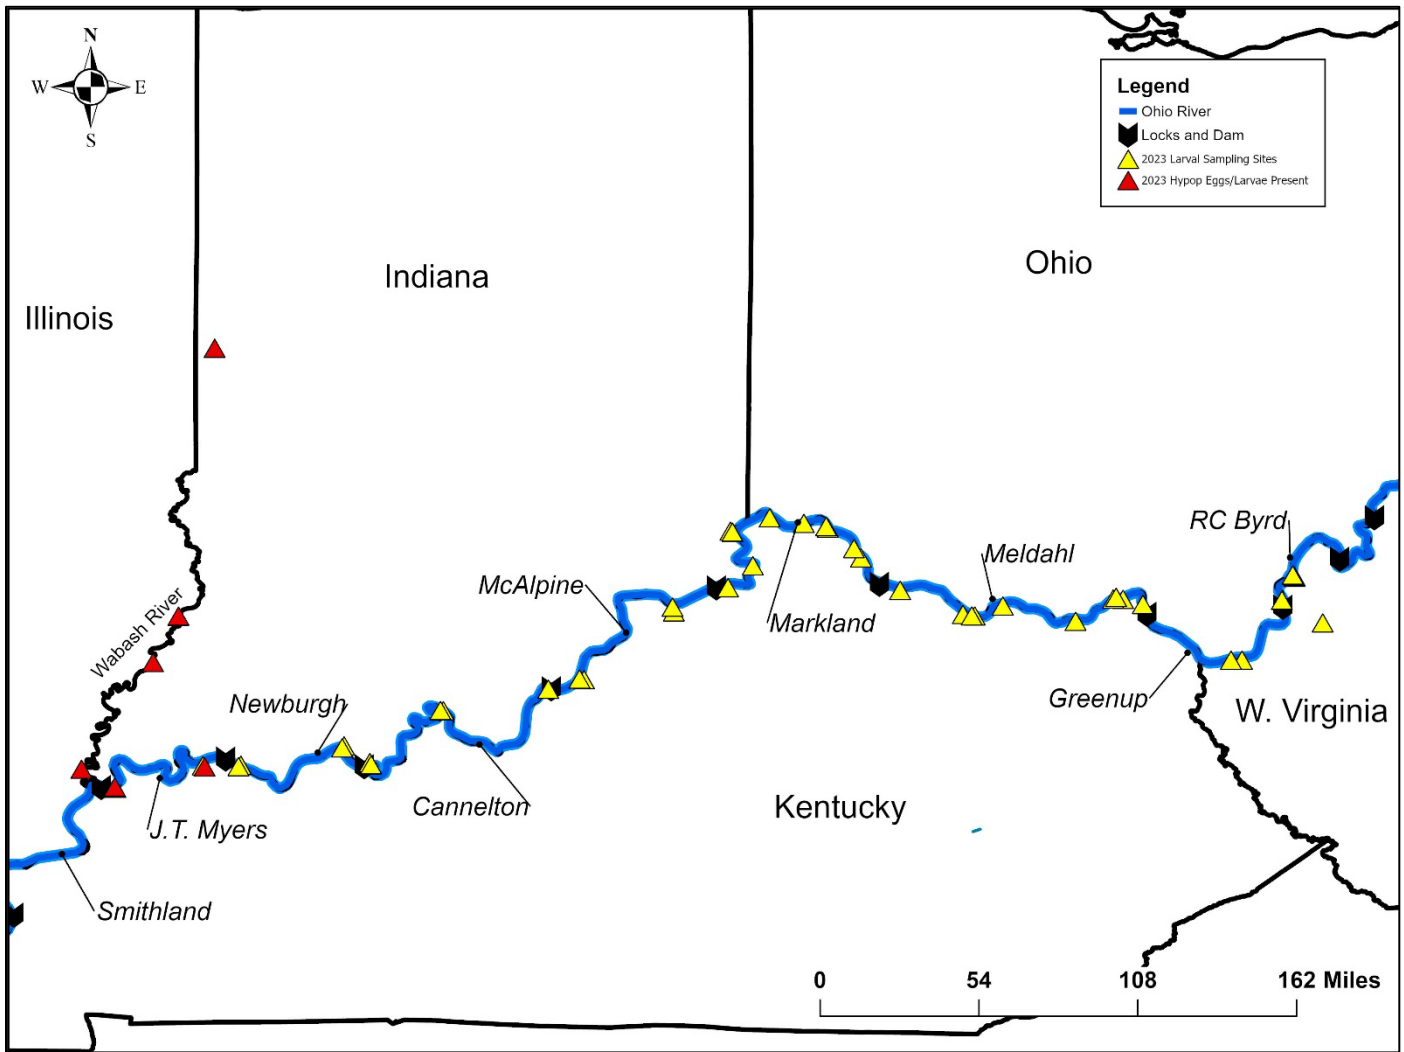 N
W E
S
Legend
Ohio River
Locks and Dam
2023 Larval Sampling Sites
2023 Hypop Eggs/Larvae Present
Ohio
Indiana
Illinois
RC Byrd
Meldahl
McAlpine
Markland
Wabash River
Greenup
Newburgh
W. Virginia
Cannelton
Kentucky
J.T. Myers
Smithland
0 54 108 162 Miles